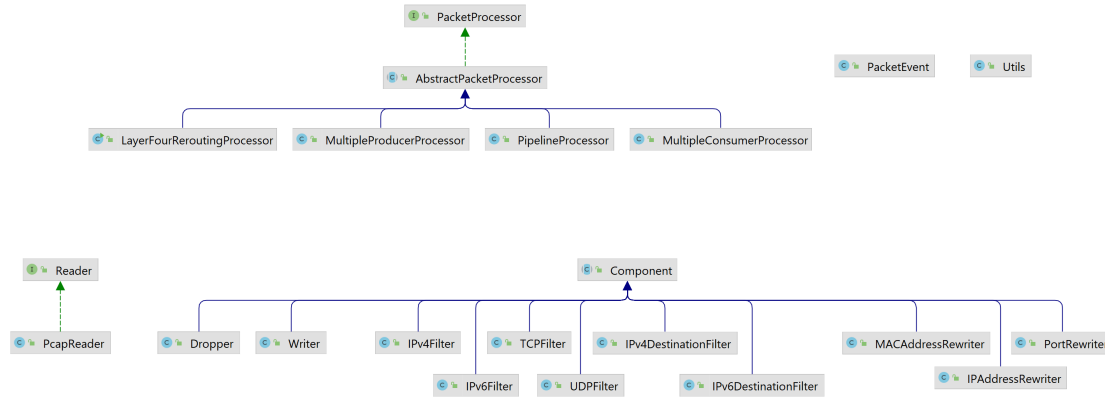 PacketProcessor
AbstractPacketProcessor
PacketEvent
Utils
LayerFourReroutingProcessor
MultipleProducerProcessor
PipelineProcessor
MultipleConsumerProcessor
Reader
Component
PcapReader
Dropper
Writer
IPv4Filter
TCPFilter
IPv4DestinationFilter
MACAddressRewriter
PortRewriter
IPv6Filter
UDPFilter
IPv6DestinationFilter
IPAddressRewriter